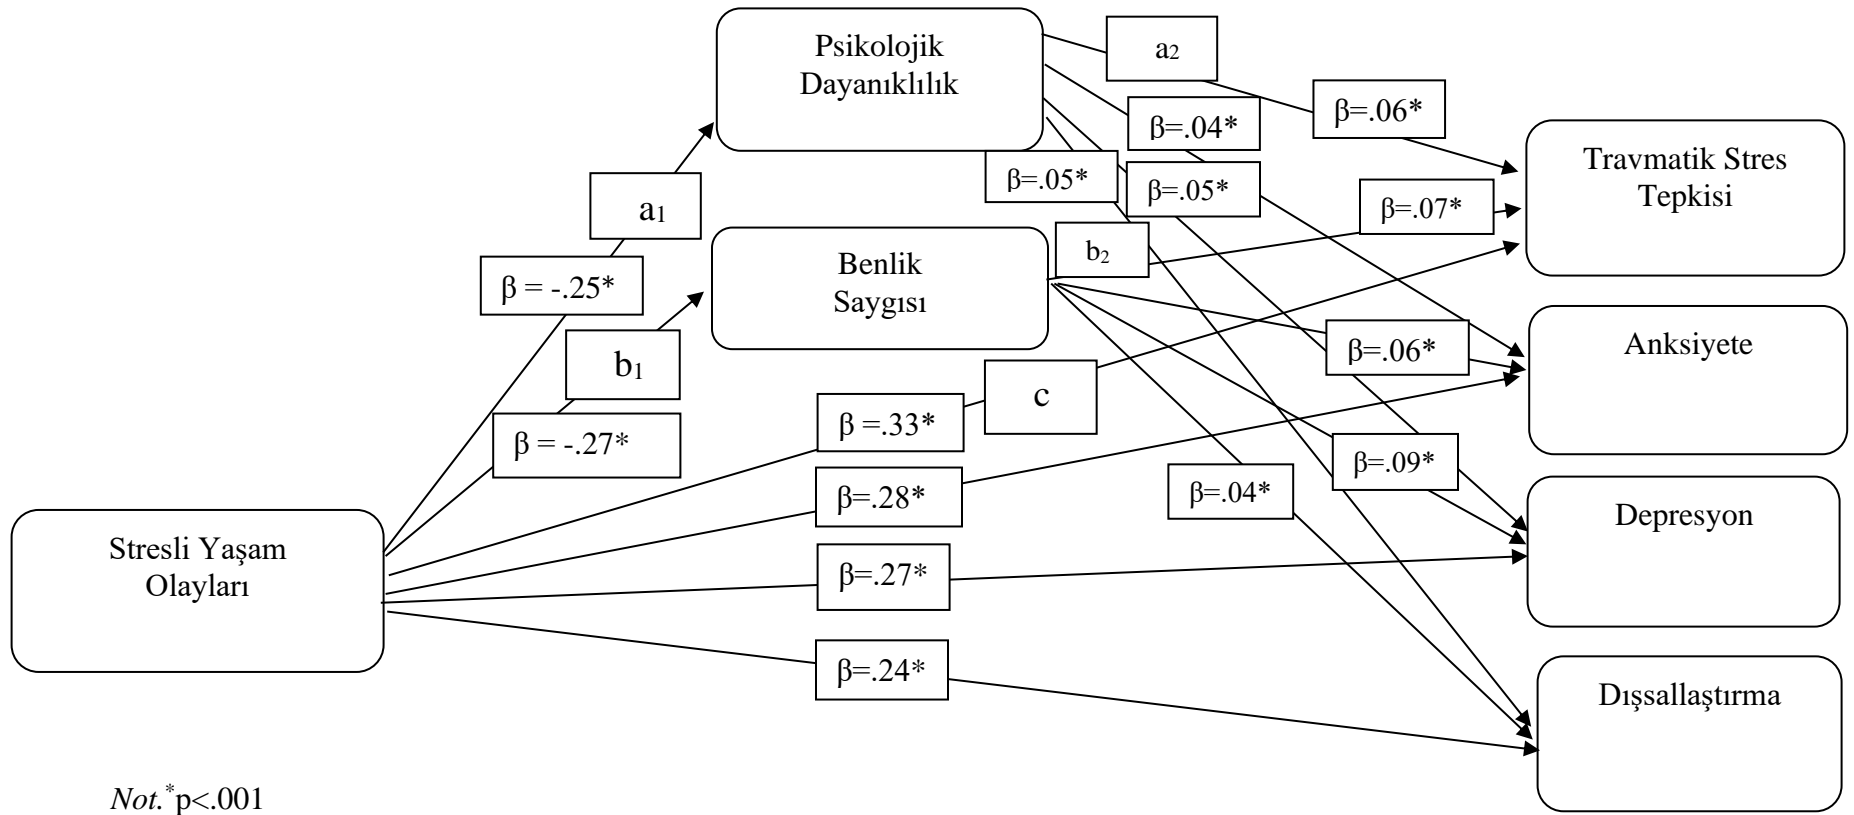 Psikolojik
Dayanıklılık
a2
β=.06*
β=.04*
Travmatik Stres
Tepkisi
β=.05*
β=.05*
β=.07*
a1
b2
Benlik
Saygısı
β = -.25*
Anksiyete
β=.06*
b1
c
β =.33*
β = -.27*
β=.09*
β=.28*
β=.04*
Depresyon
Stresli Yaşam
Olayları
β=.27*
β=.24*
Dışsallaştırma
Not.*p<.001